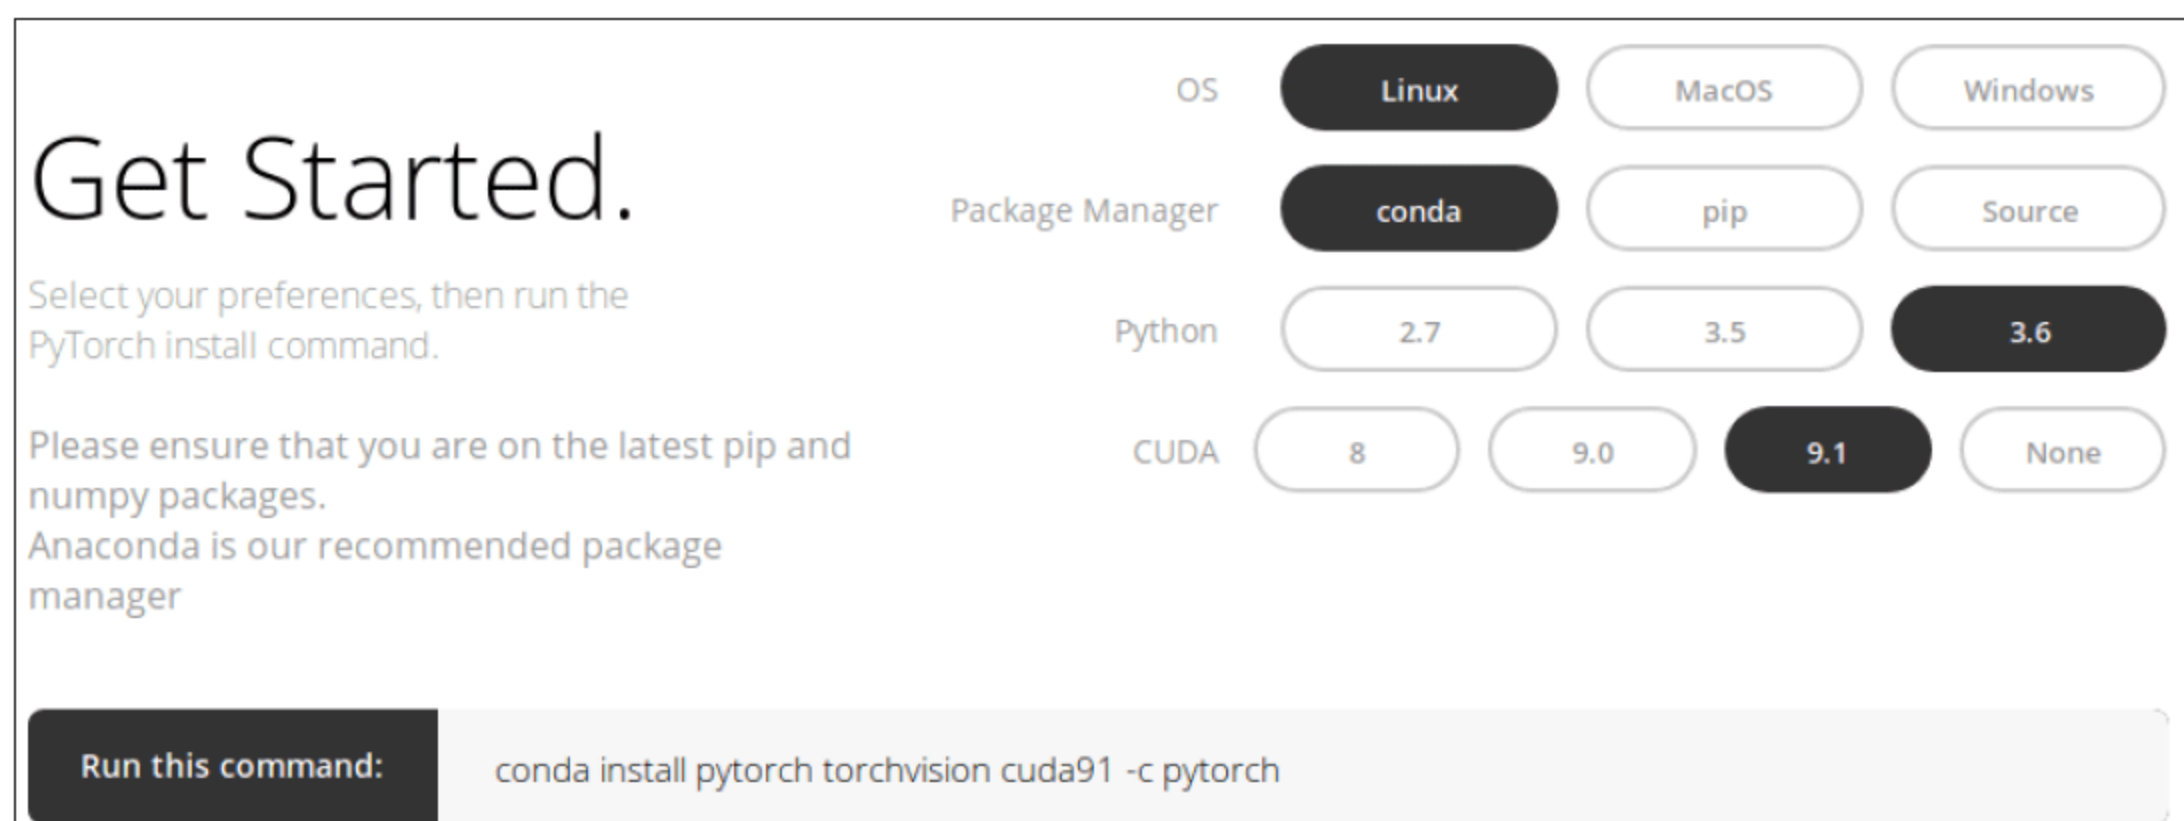 Get Started.
Select your preferences, then run the
PyTorch install command.
Please ensure that you are on the latest pip and
numpy packages.
Anaconda is our recommended package
manager
OS Linux MacOS Windows
Package Manager conda pip Source
Python 2.7 3.5 3.6
CUDA 8 9.0 9.1 None
Run this command: conda install pytorch torchvision cuda91 -c pytorch